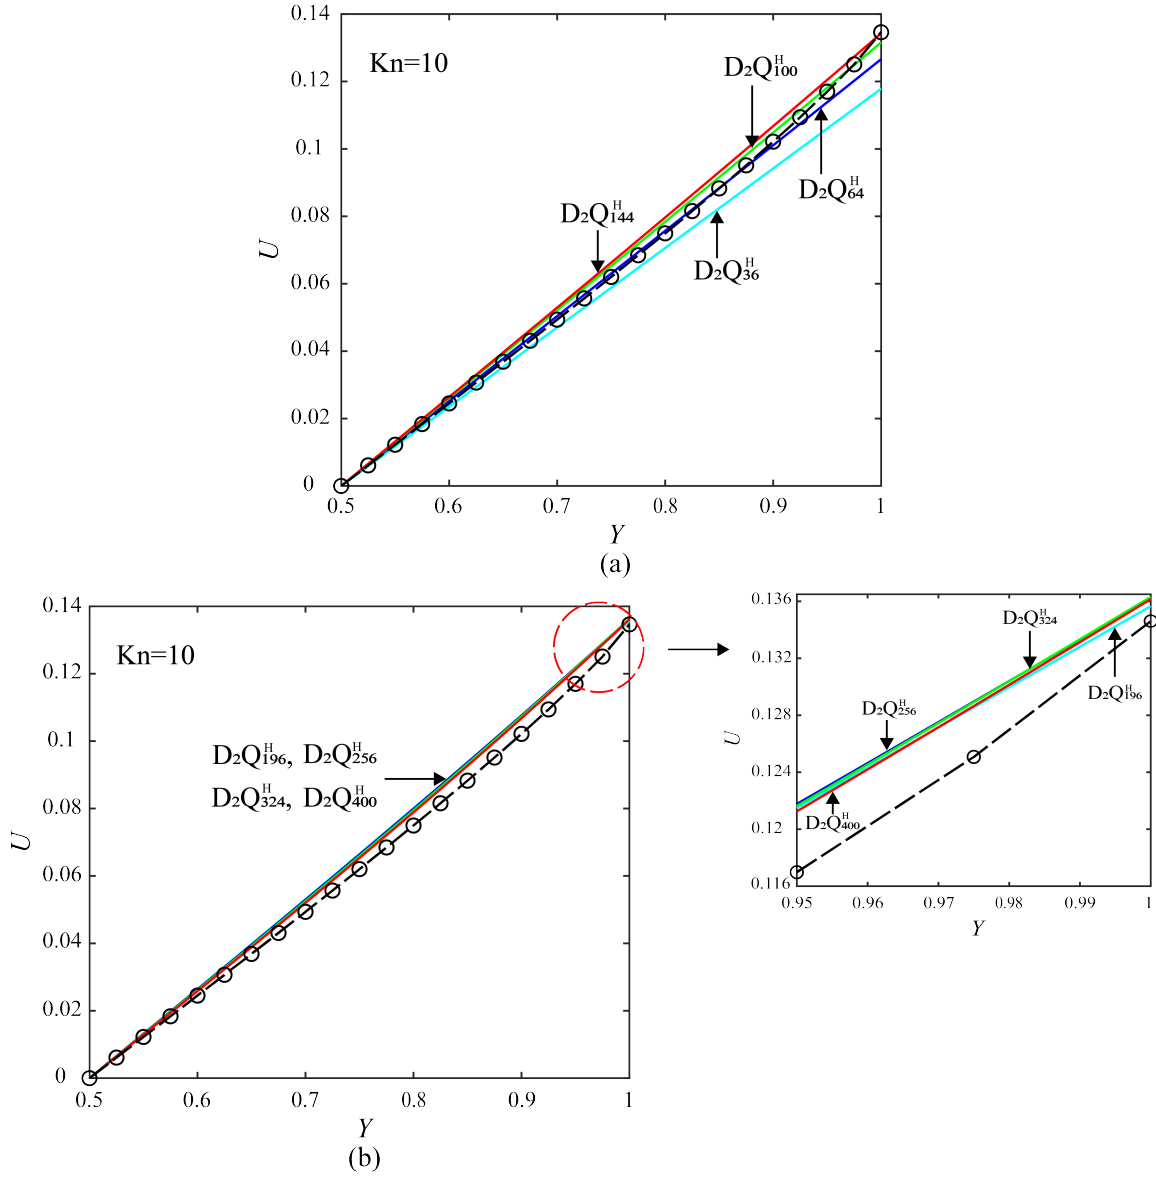 0.14
Kn=10
D₂Qᴴ₁₀₀
0.12
0.1
D₂Qᴴ₆₄
0.08
D₂Qᴴ₁₄₄
U
D₂Qᴴ₃₆
0.06
0.04
0.02
0
0.5 0.6 0.7 0.8 0.9 1
Y
(a)
0.14
Kn=10
0.12
0.1
D₂Qᴴ₁₉₆, D₂Qᴴ₂₅₆
D₂Qᴴ₃₂₄, D₂Qᴴ₄₀₀
0.08
U
0.06
0.04
0.02
0
0.5 0.6 0.7 0.8 0.9 1
Y
(b)
0.136
D₂Qᴴ₃₂₄
0.132
D₂Qᴴ₁₉₆
D₂Qᴴ₂₅₆
0.128
U
0.124
D₂Qᴴ₄₀₀
0.12
0.116
0.95 0.96 0.97 0.98 0.99 1
Y